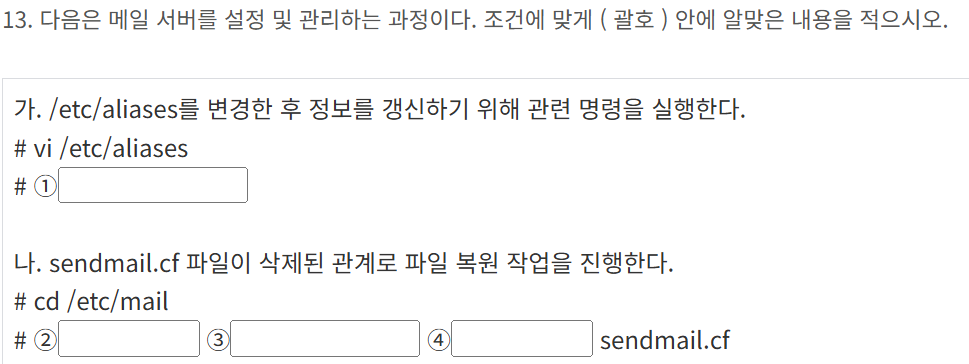 13. 다음은 메일 서버를 설정 및 관리하는 과정이다. 조건에 맞게 ( 괄호 ) 안에 알맞은 내용을 적으시오.
가. /etc/aliases를 변경한 후 정보를 갱신하기 위해 관련 명령을 실행한다.
# vi /etc/aliases
# ①
나. sendmail.cf 파일이 삭제된 관계로 파일 복원 작업을 진행한다.
# cd /etc/mail
# ② ③ ④ sendmail.cf